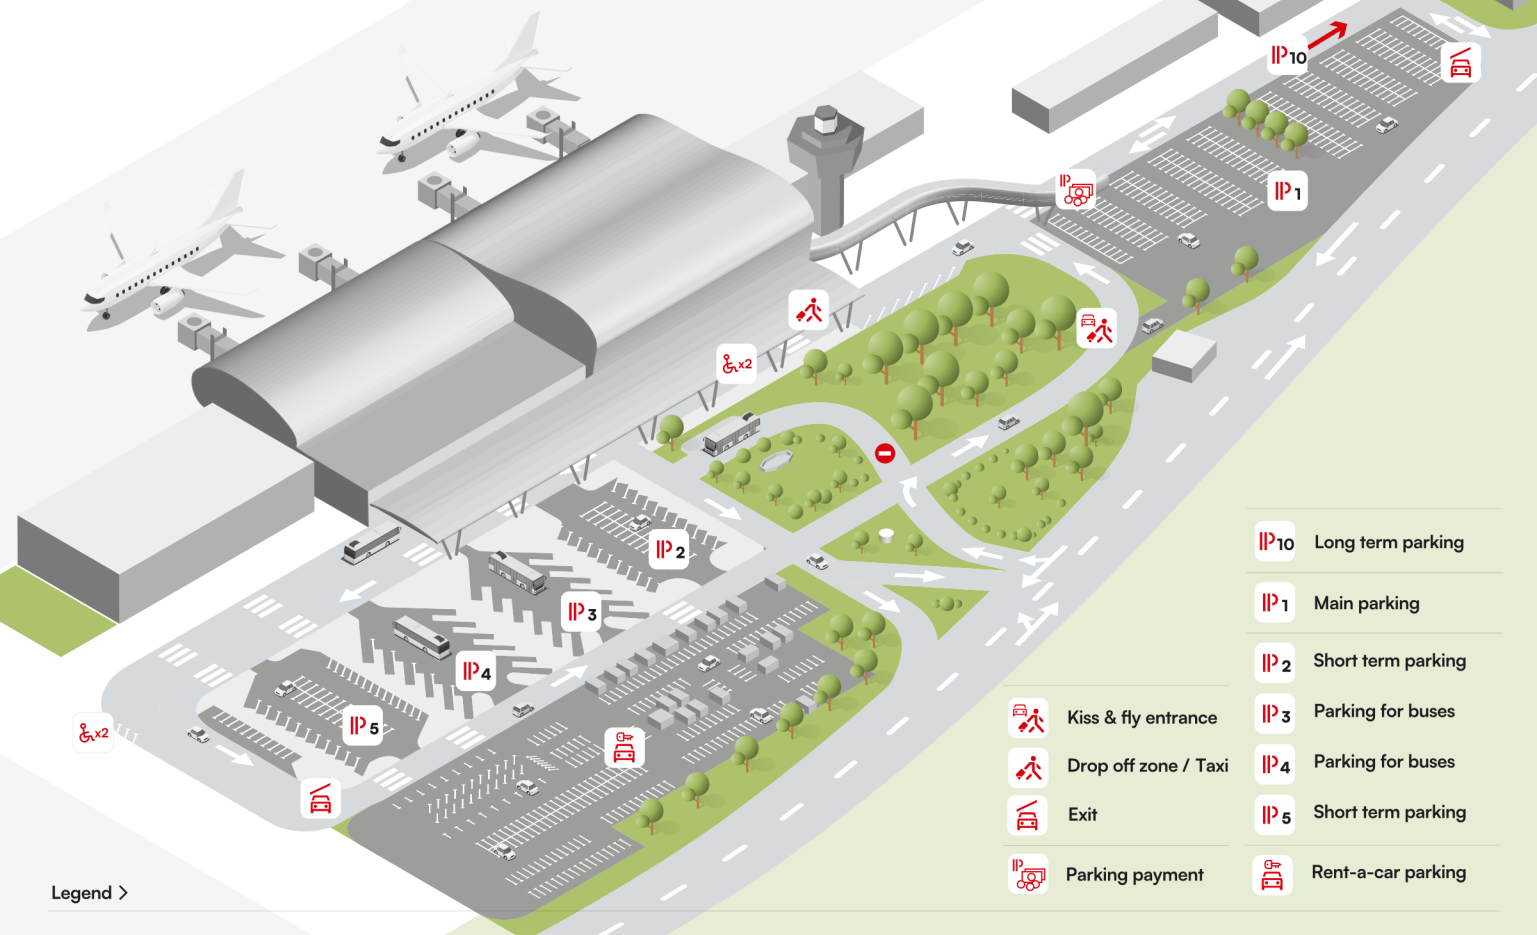 P10
P1
x2
P2
P3
P4
P5
x2
P10 Long term parking
P1 Main parking
P2 Short term parking
P3 Parking for buses
P4 Parking for buses
P5 Short term parking
Rent-a-car parking
Kiss & fly entrance
Drop off zone / Taxi
Exit
P Parking payment
Legend >